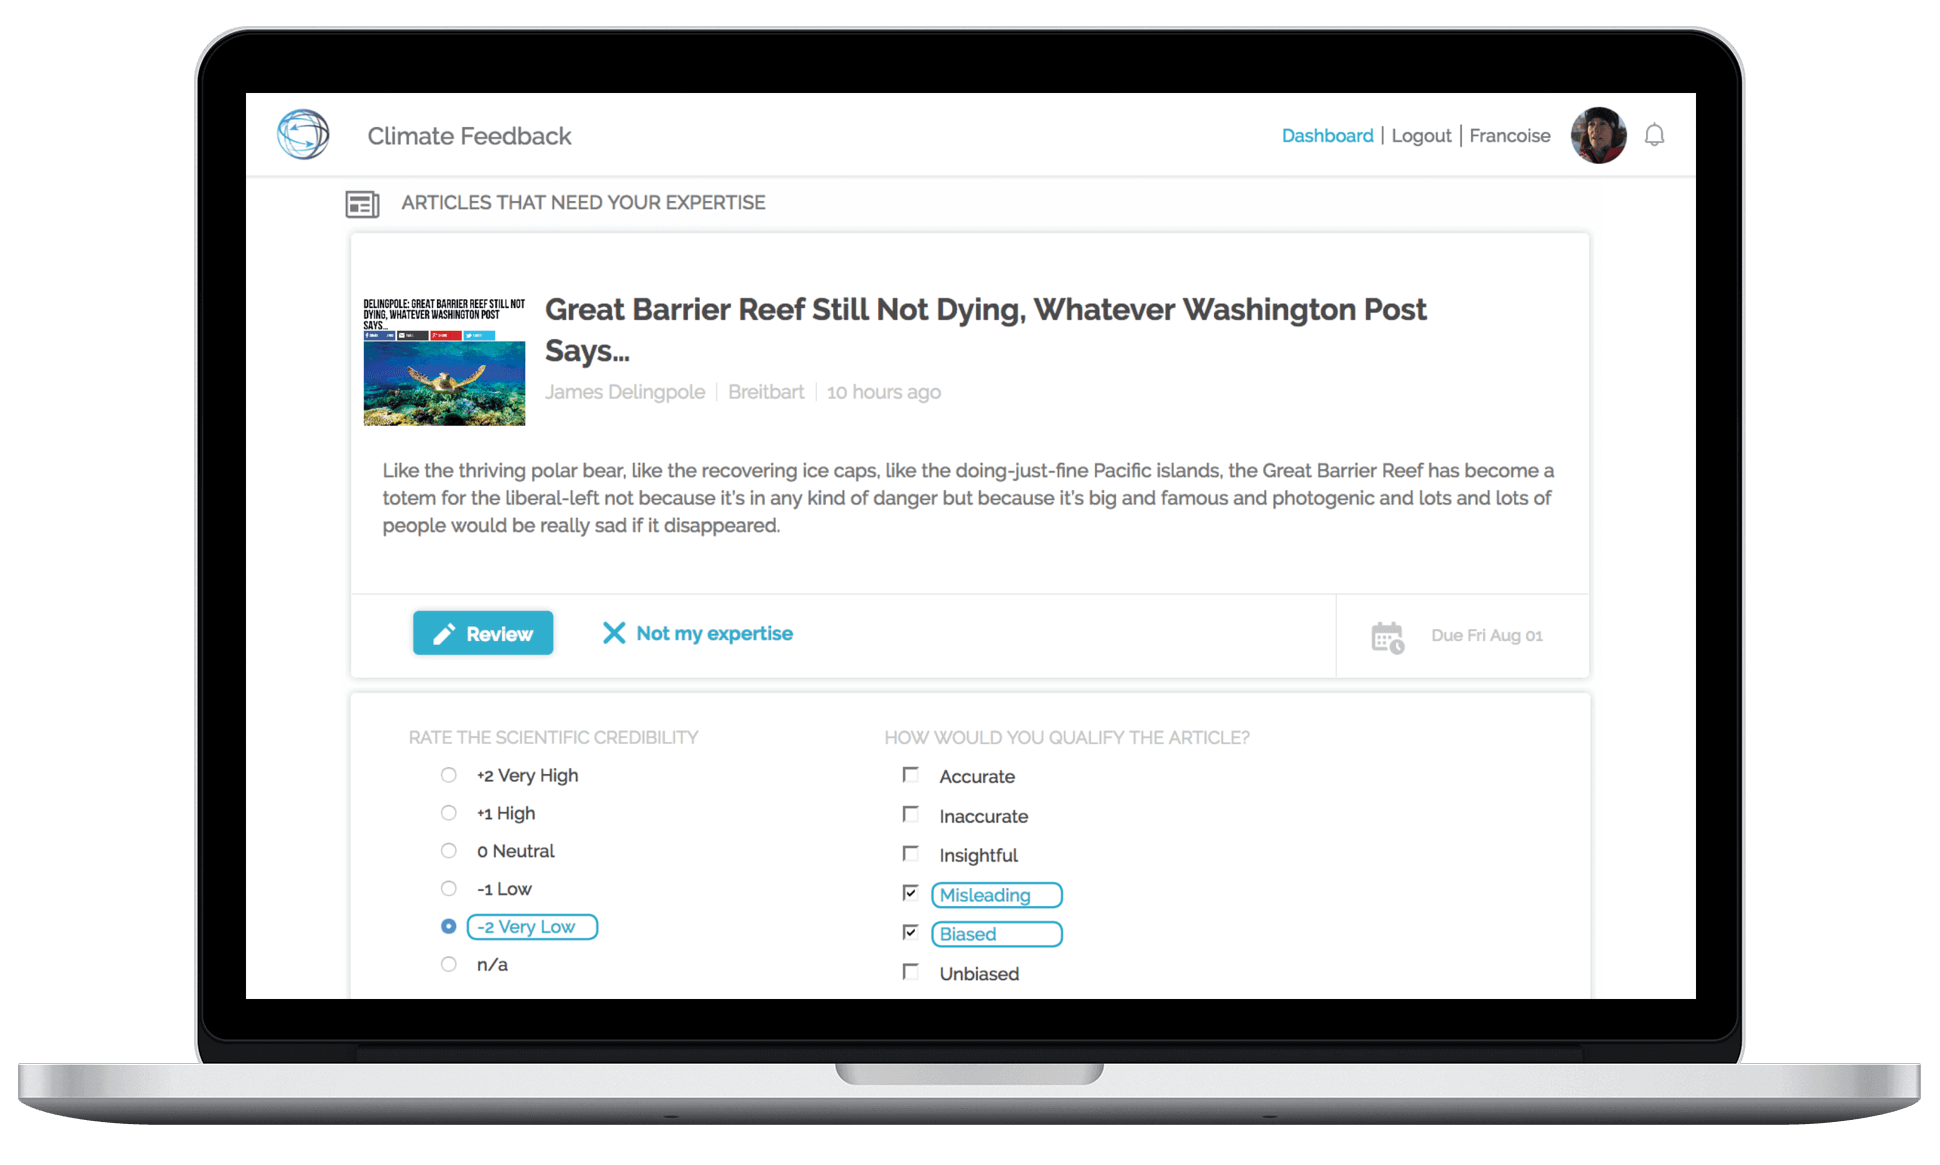 Climate Feedback
Dashboard | Logout | Francoise
ARTICLES THAT NEED YOUR EXPERTISE
DELINGPOLE: GREAT BARRIER REEF STILL NOT
DYING, WHATEVER WASHINGTON POST
SAYS...
Great Barrier Reef Still Not Dying, Whatever Washington Post
Says...
James Delingpole | Breitbart | 10 hours ago
Like the thriving polar bear, like the recovering ice caps, like the doing-just-fine Pacific islands, the Great Barrier Reef has become a
totem for the liberal-left not because it's in any kind of danger but because it's big and famous and photogenic and lots and lots of
people would be really sad if it disappeared.
Review
Not my expertise
Due Fri Aug 01
RATE THE SCIENTIFIC CREDIBILITY
+2 Very High
+1 High
0 Neutral
-1 Low
-2 Very Low
n/a
HOW WOULD YOU QUALIFY THE ARTICLE?
Accurate
Inaccurate
Insightful
Misleading
Biased
Unbiased